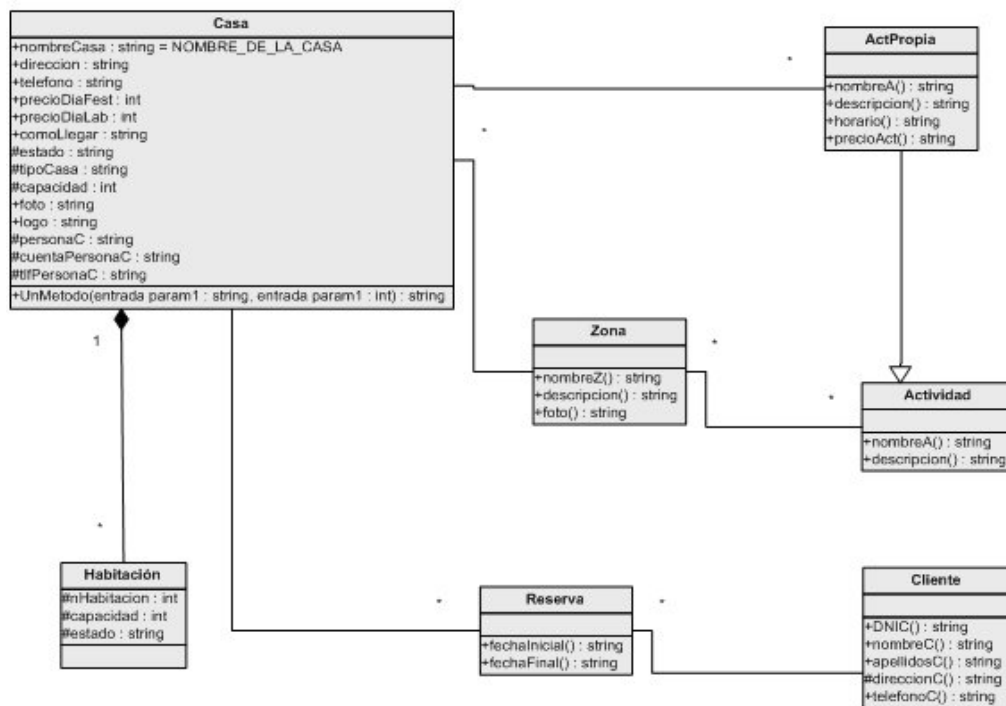 Casa
+nombreCasa : string = NOMBRE_DE_LA_CASA
+direccion : string
+telefono : string
+precioDiaFest : int
+precioDiaLab : int
+comoLlegar : string
#estado : string
#tipoCasa : string
#capacidad : int
+foto : string
+logo : string
#personaC : string
#cuentaPersonaC : string
#tlfPersonaC : string
+UnMetodo(entrada param1 : string, entrada param1 : int) : string
ActPropia
+nombreA() : string
+descripcion() : string
+horario() : string
+precioAct() : string
*
*
1
Zona
+nombreZ() : string
+descripcion() : string
+foto() : string
*
*
Actividad
+nombreA() : string
+descripcion() : string
*
Habitación
#nHabitacion : int
#capacidad : int
#estado : string
*
Reserva
+fechaInicial() : string
+fechaFinal() : string
*
Cliente
+DNIC() : string
+nombreC() : string
+apellidosC() : string
#direccionC() : string
+telefonoC() : string